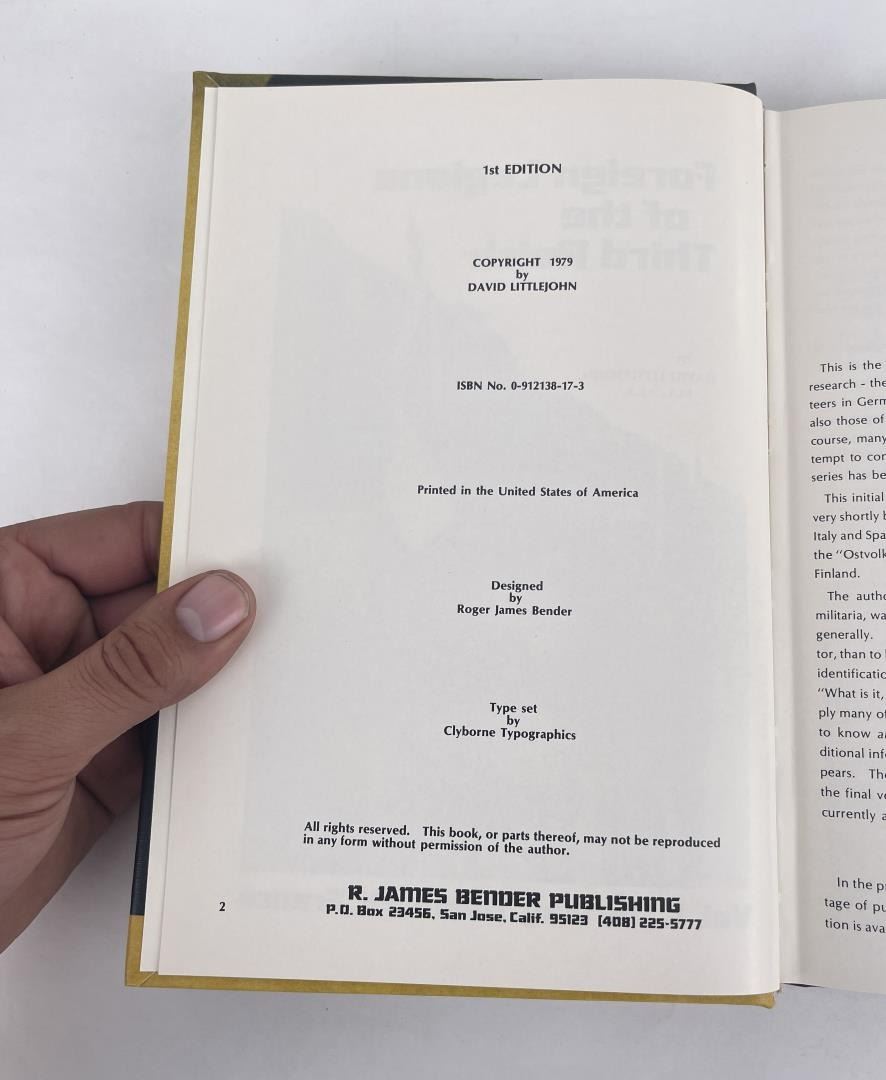 1st EDITION
COPYRIGHT 1979
by
DAVID LITTLEJOHN
ISBN No. 0-912138-17-3
Printed in the United States of America
Designed
by
Roger James Bender
Type set
by
Clyborne Typographics
All rights reserved. This book, or parts thereof, may not be reproduced
in any form without permission of the author.
R. JAMES BENDER PUBLISHING
P.O. Box 23456, San Jose, Calif. 95123 (408) 225-5777
2
This is the
research - the
teers in Germ
also those of
course, many
tempt to con
series has be
This initial
very shortly b
Italy and Spa
the "Ostvolk
Finland.
The autho
militaria, wa
generally.
tor, than to
identificatio
"What is it,
ply many of
to know a
ditional inf
pears. The
the final ve
currently a
In the p
tage of pu
tion is ava